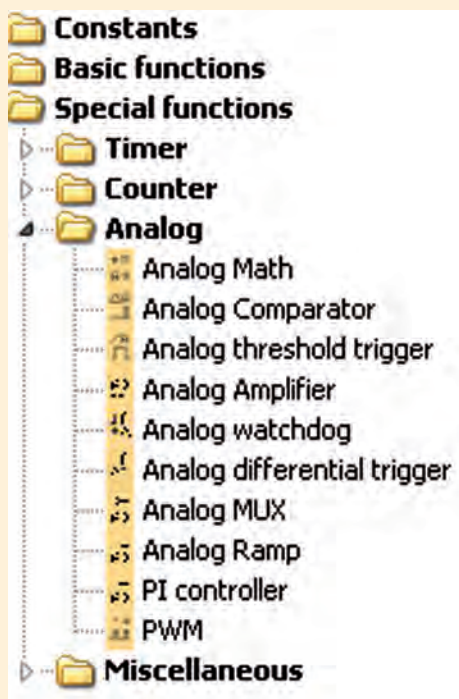 Constants
Basic functions
Special functions
Timer
Counter
Analog
Analog Math
Analog Comparator
Analog threshold trigger
Analog Amplifier
Analog watchdog
Analog differential trigger
Analog MUX
Analog Ramp
PI controller
PWM
Miscellaneous